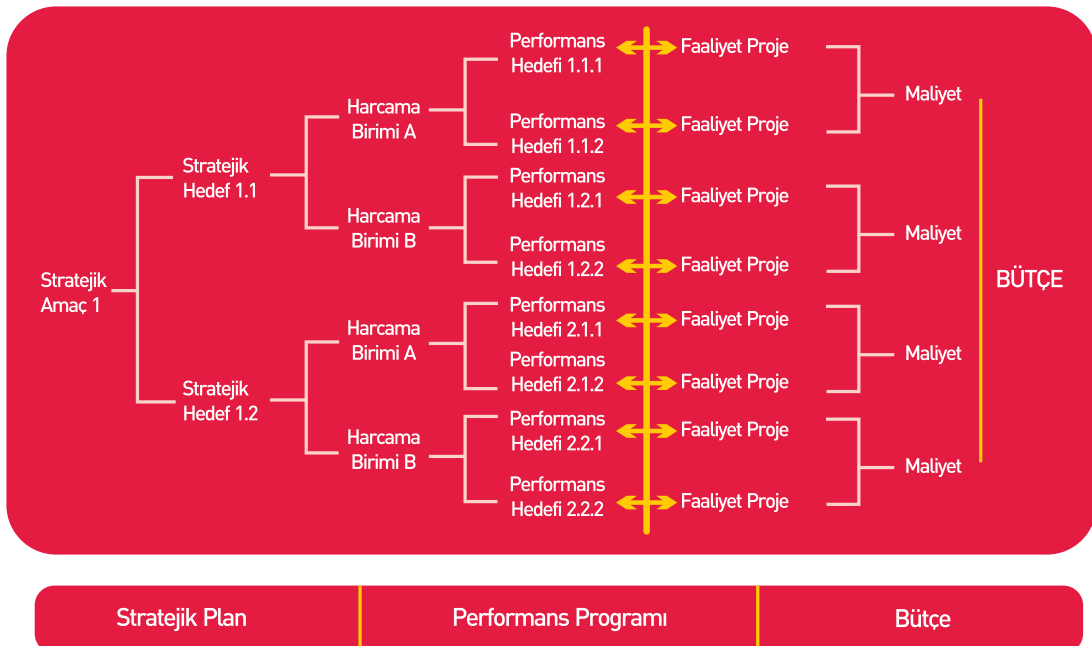 Stratejik
Amaç 1
Stratejik
Hedef 1.1
Stratejik
Hedef 1.2
Harcama
Birimi A
Harcama
Birimi B
Harcama
Birimi A
Harcama
Birimi B
Performans
Hedefi 1.1.1
Performans
Hedefi 1.1.2
Performans
Hedefi 1.2.1
Performans
Hedefi 1.2.2
Performans
Hedefi 2.1.1
Performans
Hedefi 2.1.2
Performans
Hedefi 2.2.1
Performans
Hedefi 2.2.2
Faaliyet Proje
Faaliyet Proje
Faaliyet Proje
Faaliyet Proje
Faaliyet Proje
Faaliyet Proje
Faaliyet Proje
Faaliyet Proje
Maliyet
Maliyet
Maliyet
Maliyet
BÜTÇE
Stratejik Plan
Performans Programı
Bütçe